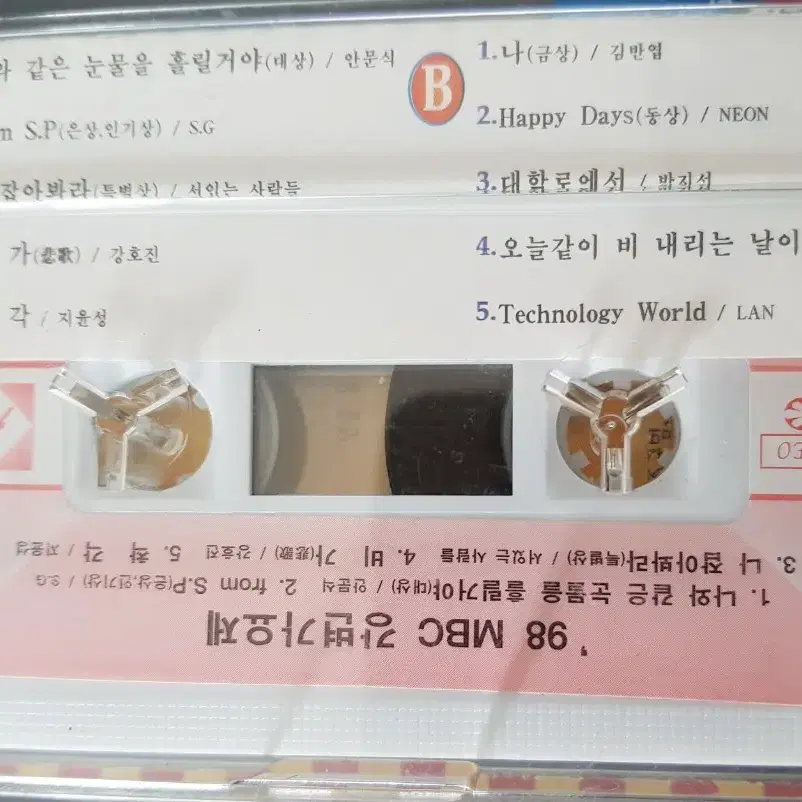 와 같은 눈물을 흘릴거야(대상) / 안문식
m S.P(은상,인기상) / S.G
잡아봐라(특별상) / 서있는 사람들
가(悲歌) / 강호진
각 / 지윤성
B
1.나(금상) / 김반엽
2.Happy Days(동상) / NEON
3.대학로에선 / 박직선
4.오늘같이 비 내리는 날이
5.Technology World / LAN
'98 MBC 강변가요제
1. 나와 같은 눈물을 흘릴거야(대상) / 안문식 2. from S.P(은상,인기상) / S.G
3. 나 잡아봐라(특별상) / 서있는 사람들 4. 비 가(悲歌) / 강호진 5. 착 각 / 지윤성
03